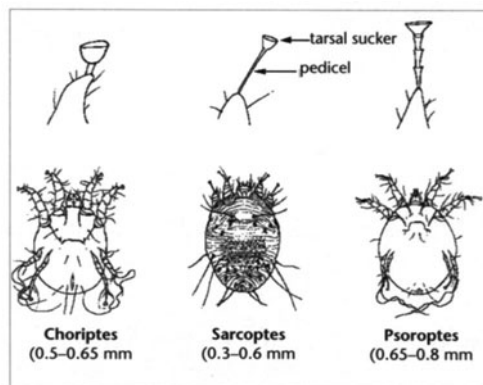 tarsal sucker
pedicel
Choriptes
(0.5–0.65 mm
Sarcoptes
(0.3–0.6 mm
Psoroptes
(0.65–0.8 mm